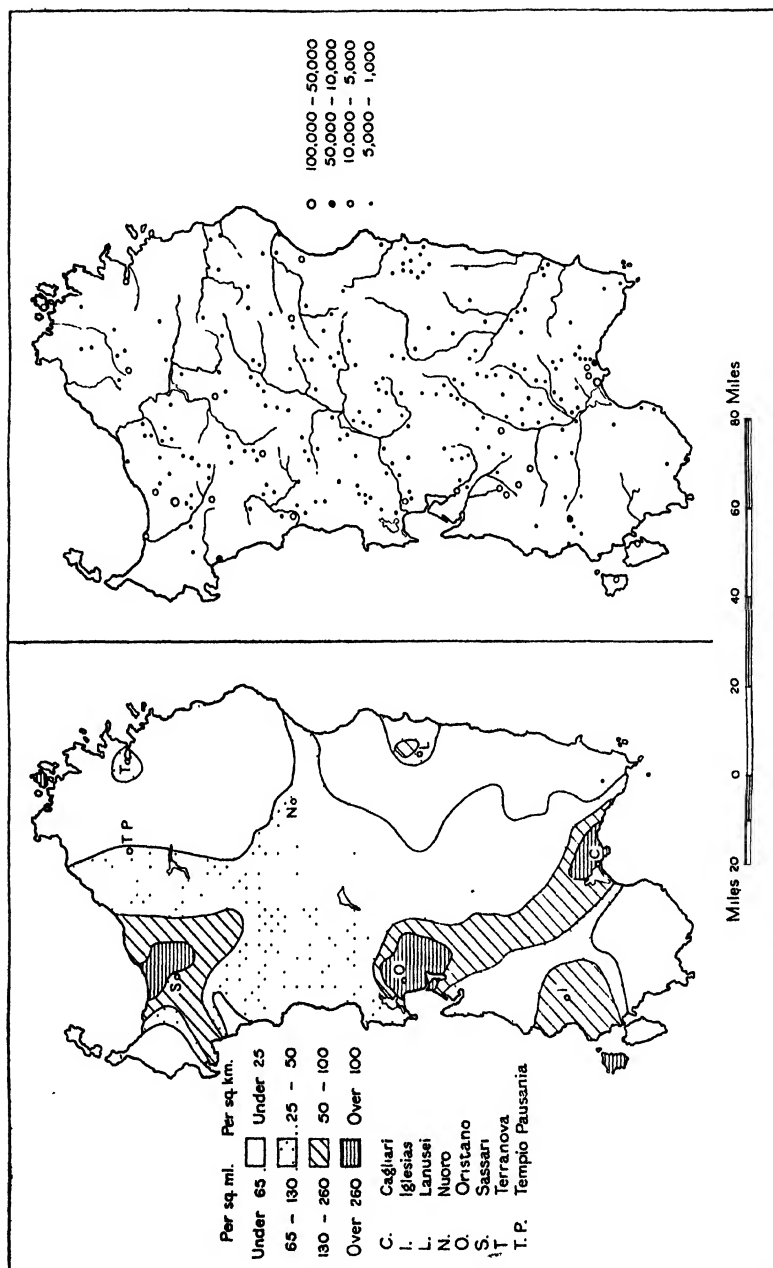 Per sq. ml. Per sq. km.
Under 65 Under 25
65 – 130 25 – 50
130 – 260 50 – 100
Over 260 Over 100
C. Cagliari
I. Iglesias
L. Lanusei
N. Nuoro
O. Oristano
S. Sassari
T Terranova
T. P. Tempio Pausania
T P
T
S
No
L
O
I
C
100,000 – 50,000
50,000 – 10,000
10,000 – 5,000
5,000 – 1,000
Miles 20 0 20 40 60 80 Miles